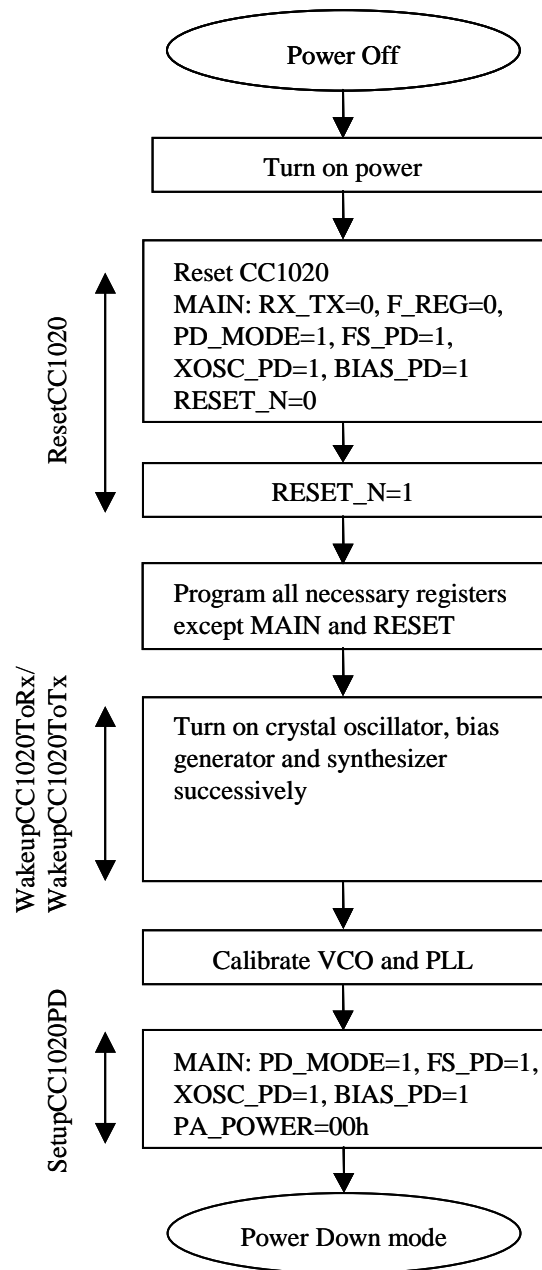 Power Off
Turn on power
ResetCC1020
Reset CC1020
MAIN: RX_TX=0, F_REG=0,
PD_MODE=1, FS_PD=1,
XOSC_PD=1, BIAS_PD=1
RESET_N=0
RESET_N=1
Program all necessary registers
except MAIN and RESET
WakeupCC1020ToRx/
WakeupCC1020ToTx
Turn on crystal oscillator, bias
generator and synthesizer
successively
Calibrate VCO and PLL
SetupCC1020PD
MAIN: PD_MODE=1, FS_PD=1,
XOSC_PD=1, BIAS_PD=1
PA_POWER=00h
Power Down mode